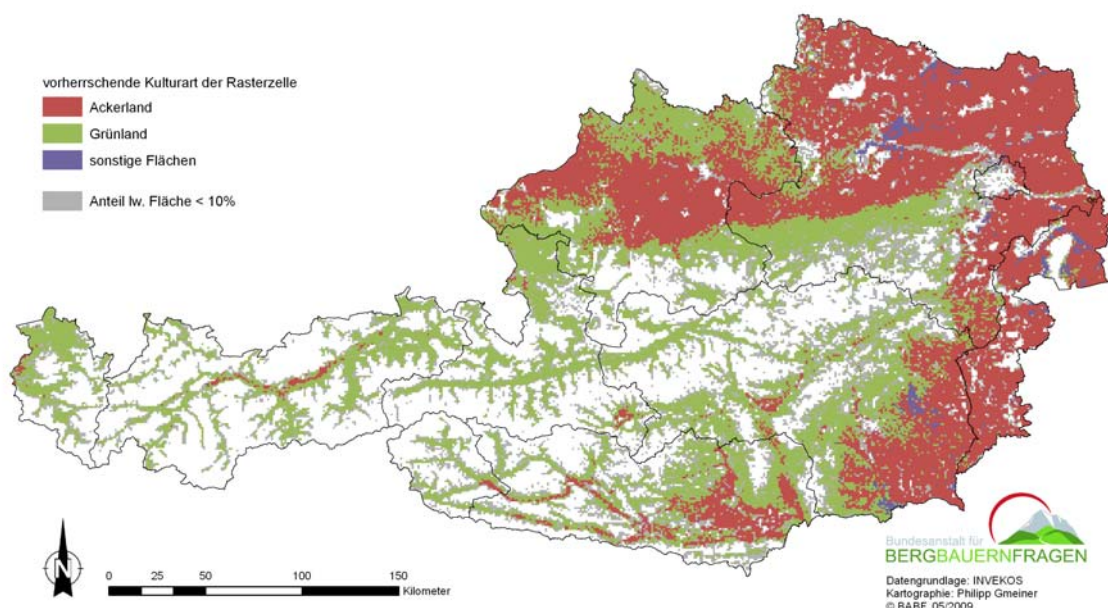 vorherrschende Kulturart der Rasterzelle
Ackerland
Grünland
sonstige Flächen
Anteil lw. Fläche < 10%
N
0 25 50 100 150
Kilometer
Bundesanstalt für
BERGBAUERNFRAGEN
Datengrundlage: INVEKOS
Kartographie: Philipp Gmeiner
© BABF, 05/2009